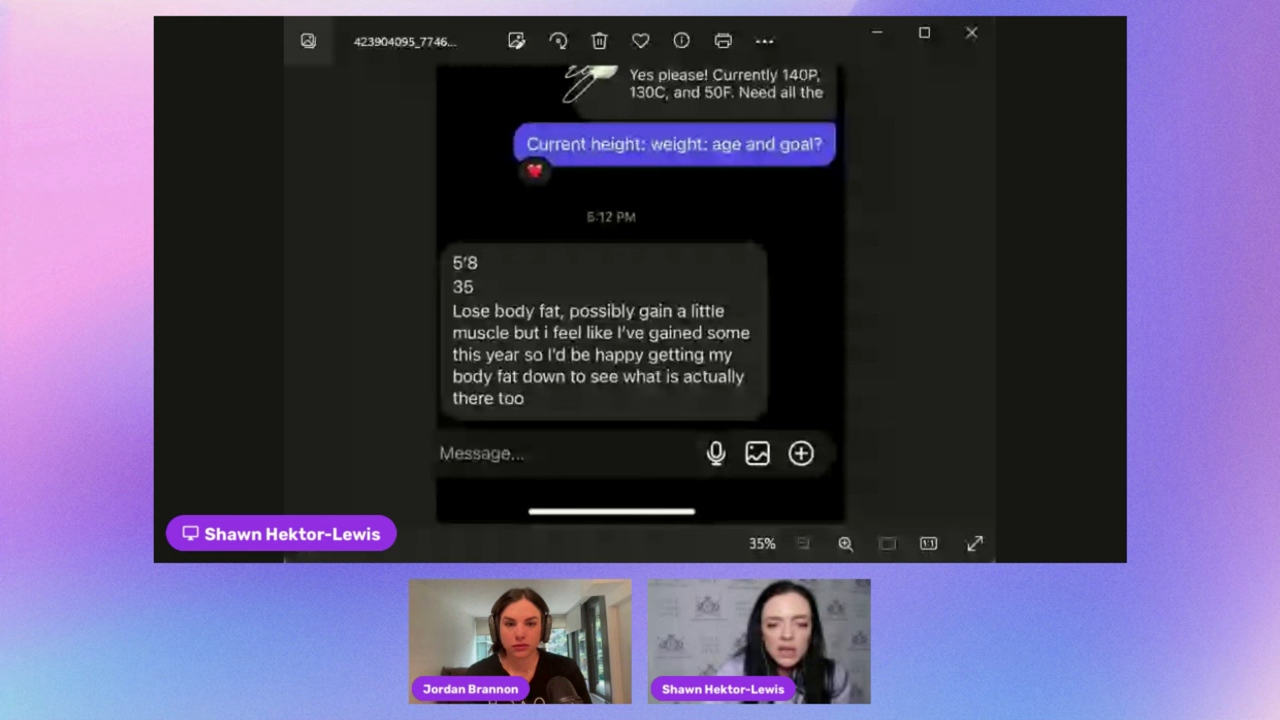 423904095_7746...
Yes please! Currently 140P,
130C, and 50F. Need all the
Current height: weight: age and goal?
5:12 PM
5'8
35
Lose body fat, possibly gain a little
muscle but i feel like I've gained some
this year so I'd be happy getting my
body fat down to see what is actually
there too
Message...
Shawn Hektor-Lewis
35%
1:1
Jordan Brannon
Shawn Hektor-Lewis